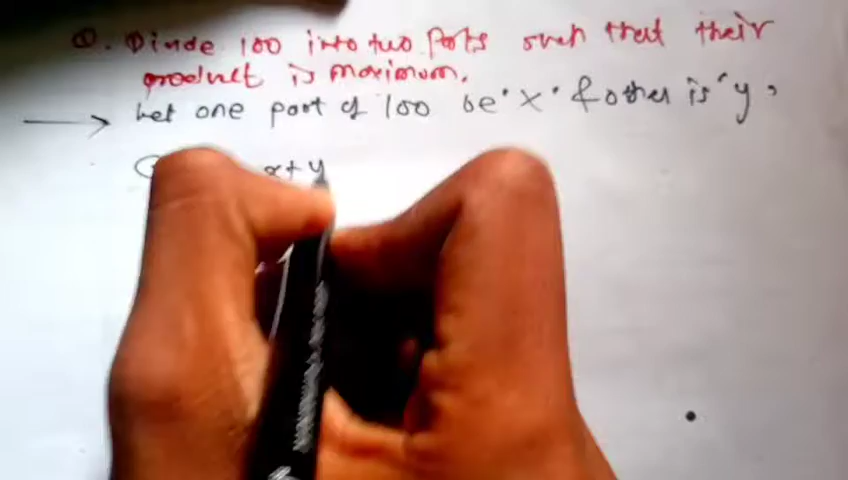 Q. Divide 100 into two Parts such that their
product is maximum.
Let one part of 100 be 'x' & other is 'y'
x+y